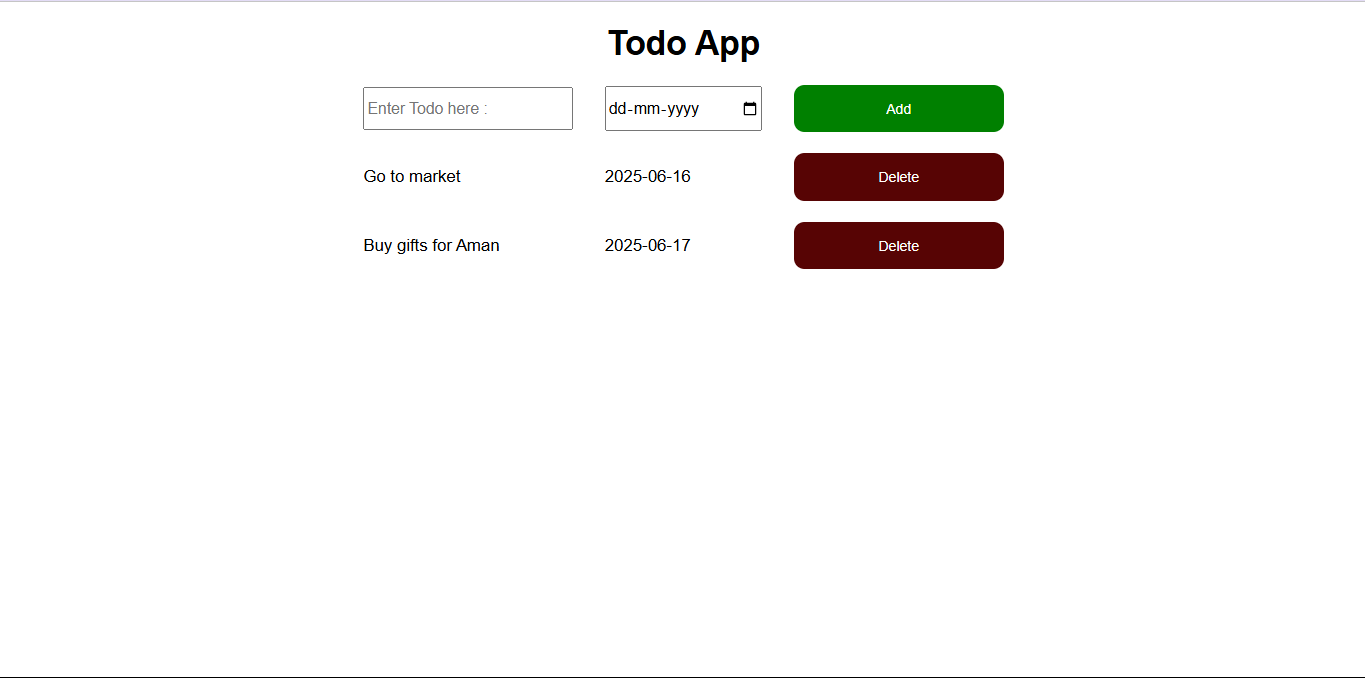 Todo App
Enter Todo here : dd-mm-yyyy Add
Go to market 2025-06-16 Delete
Buy gifts for Aman 2025-06-17 Delete